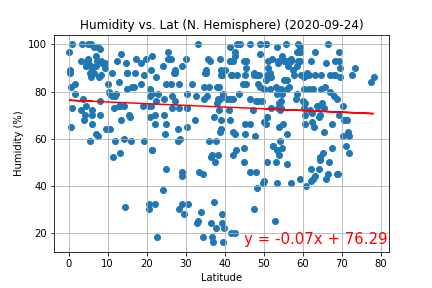 Humidity vs. Lat (N. Hemisphere) (2020-09-24)
100
80
60
40
20
Humidity (%)
y = -0.07x + 76.29
0 10 20 30 40 50 60 70 80
Latitude